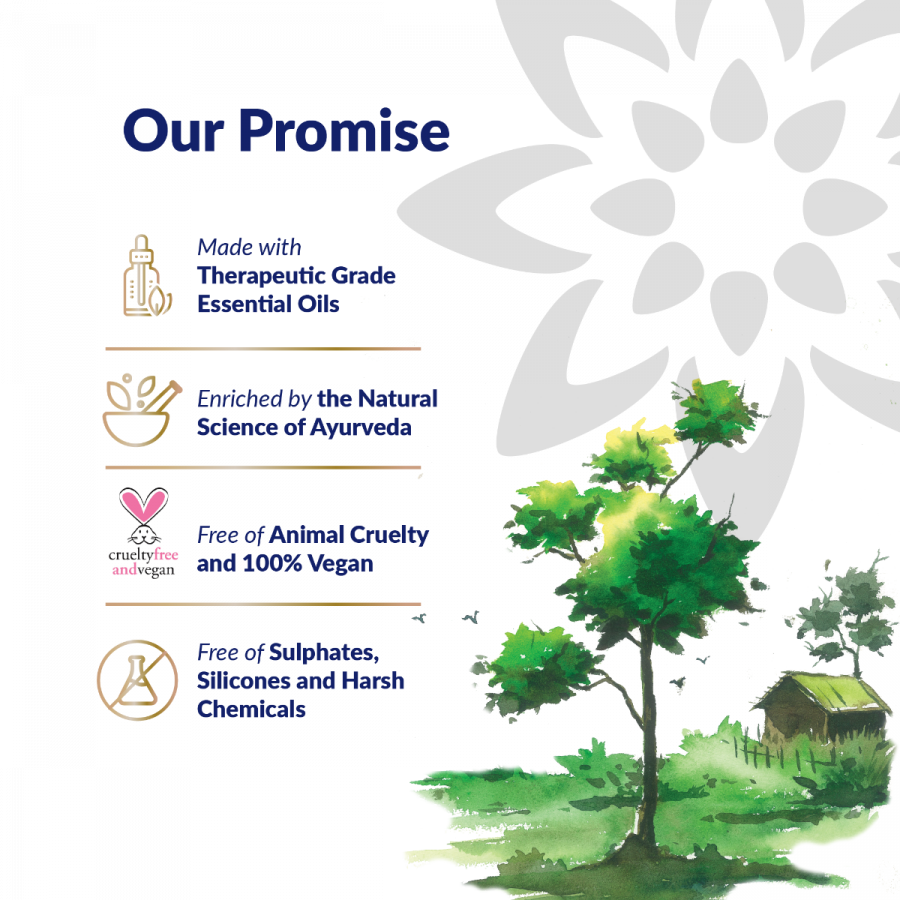 Our Promise
Made with
Therapeutic Grade
Essential Oils
Enriched by the Natural
Science of Ayurveda
crueltyfree
andvegan
Free of Animal Cruelty
and 100% Vegan
Free of Sulphates,
Silicones and Harsh
Chemicals